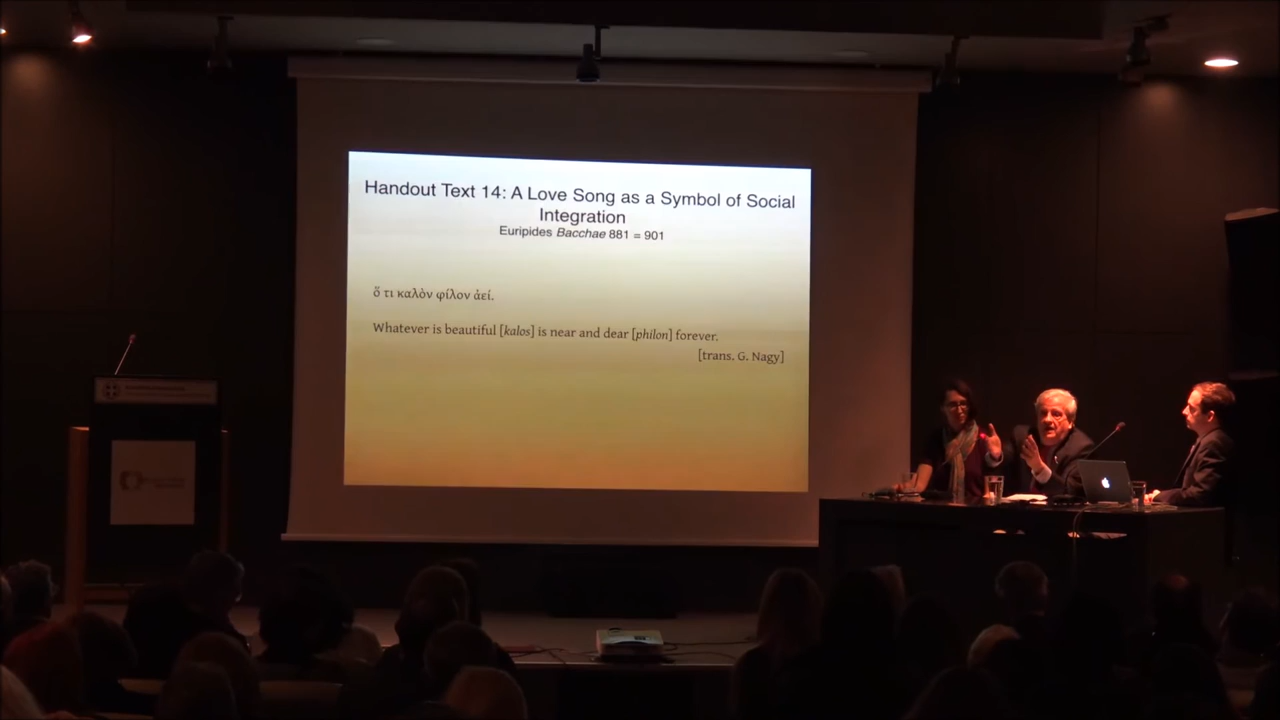 Handout Text 14: A Love Song as a Symbol of Social
Integration
Euripides Bacchae 881 = 901
ὅ τι καλὸν φίλον ἀεί.
Whatever is beautiful [kalos] is near and dear [philon] forever.
[trans. G. Nagy]